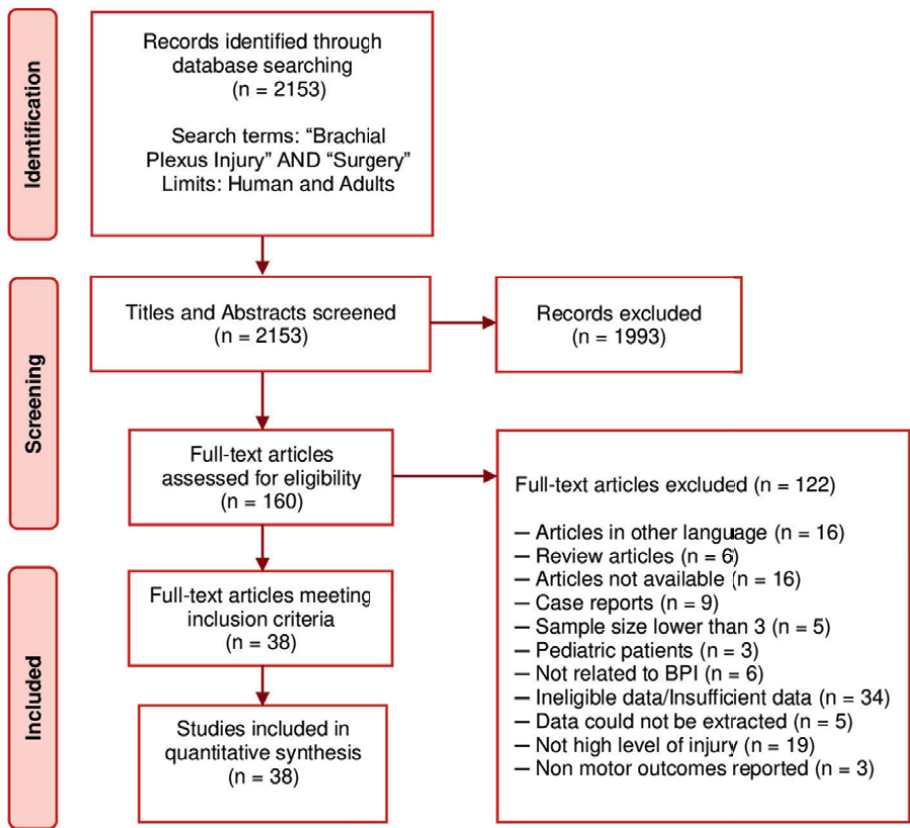 Identification
Records identified through
database searching
(n = 2153)
Search terms: “Brachial
Plexus Injury” AND “Surgery”
Limits: Human and Adults
Screening
Titles and Abstracts screened
(n = 2153)
Records excluded
(n = 1993)
Full-text articles
assessed for eligibility
(n = 160)
Full-text articles excluded (n = 122)
— Articles in other language (n = 16)
— Review articles (n = 6)
— Articles not available (n = 16)
— Case reports (n = 9)
— Sample size lower than 3 (n = 5)
— Pediatric patients (n = 3)
— Not related to BPI (n = 6)
— Ineligible data/Insufficient data (n = 34)
— Data could not be extracted (n = 5)
— Not high level of injury (n = 19)
— Non motor outcomes reported (n = 3)
Included
Full-text articles meeting
inclusion criteria
(n = 38)
Studies included in
quantitative synthesis
(n = 38)